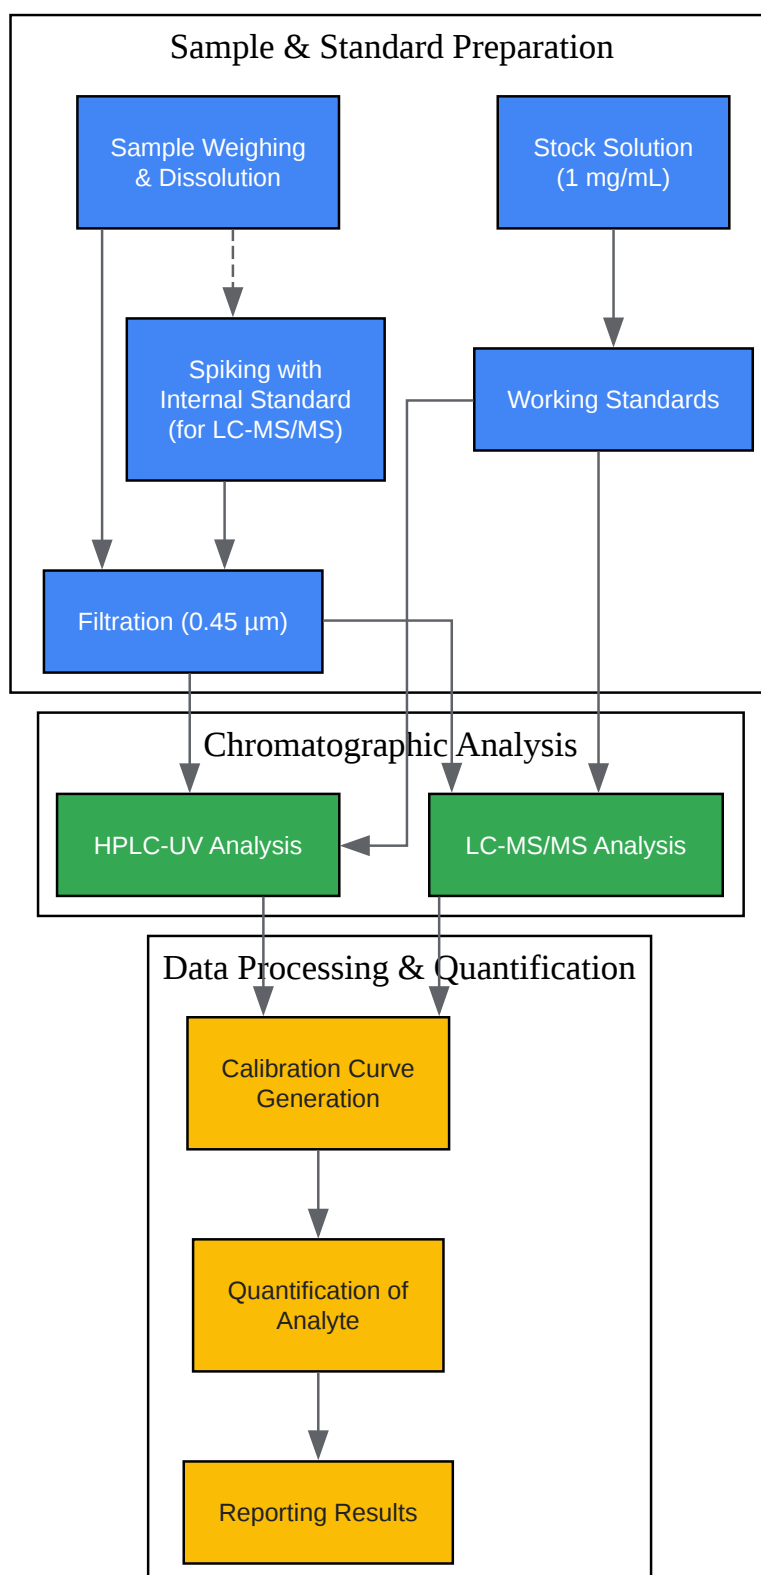 Sample & Standard Preparation
Sample Weighing
& Dissolution
Stock Solution
(1 mg/mL)
Spiking with
Internal Standard
(for LC-MS/MS)
Working Standards
Filtration (0.45 µm)
Chromatographic Analysis
HPLC-UV Analysis
LC-MS/MS Analysis
Data Processing & Quantification
Calibration Curve
Generation
Quantification of
Analyte
Reporting Results